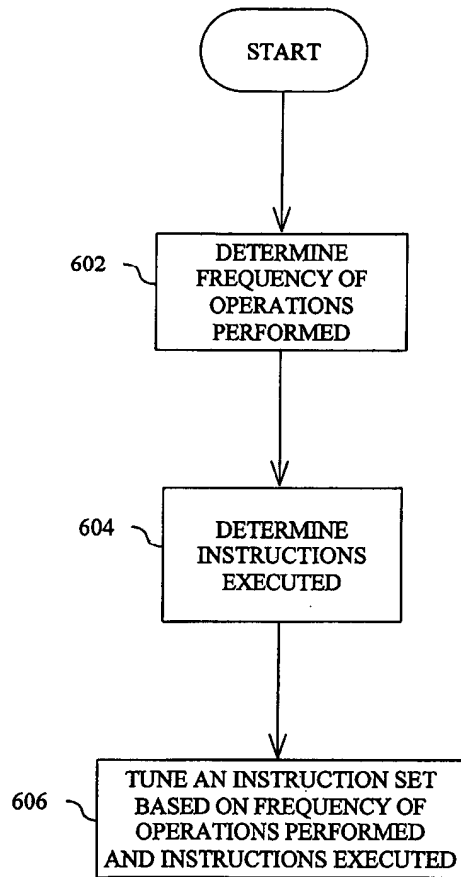 START
602
DETERMINE
FREQUENCY OF
OPERATIONS
PERFORMED
604
DETERMINE
INSTRUCTIONS
EXECUTED
606
TUNE AN INSTRUCTION SET
BASED ON FREQUENCY OF
OPERATIONS PERFORMED
AND INSTRUCTIONS EXECUTED